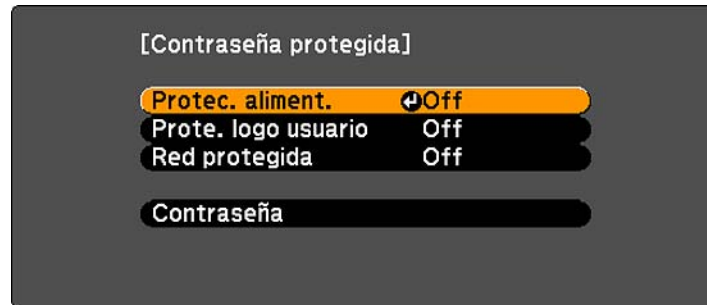 [Contraseña protegida]
Protec. aliment. Off
Prote. logo usuario Off
Red protegida Off
Contraseña